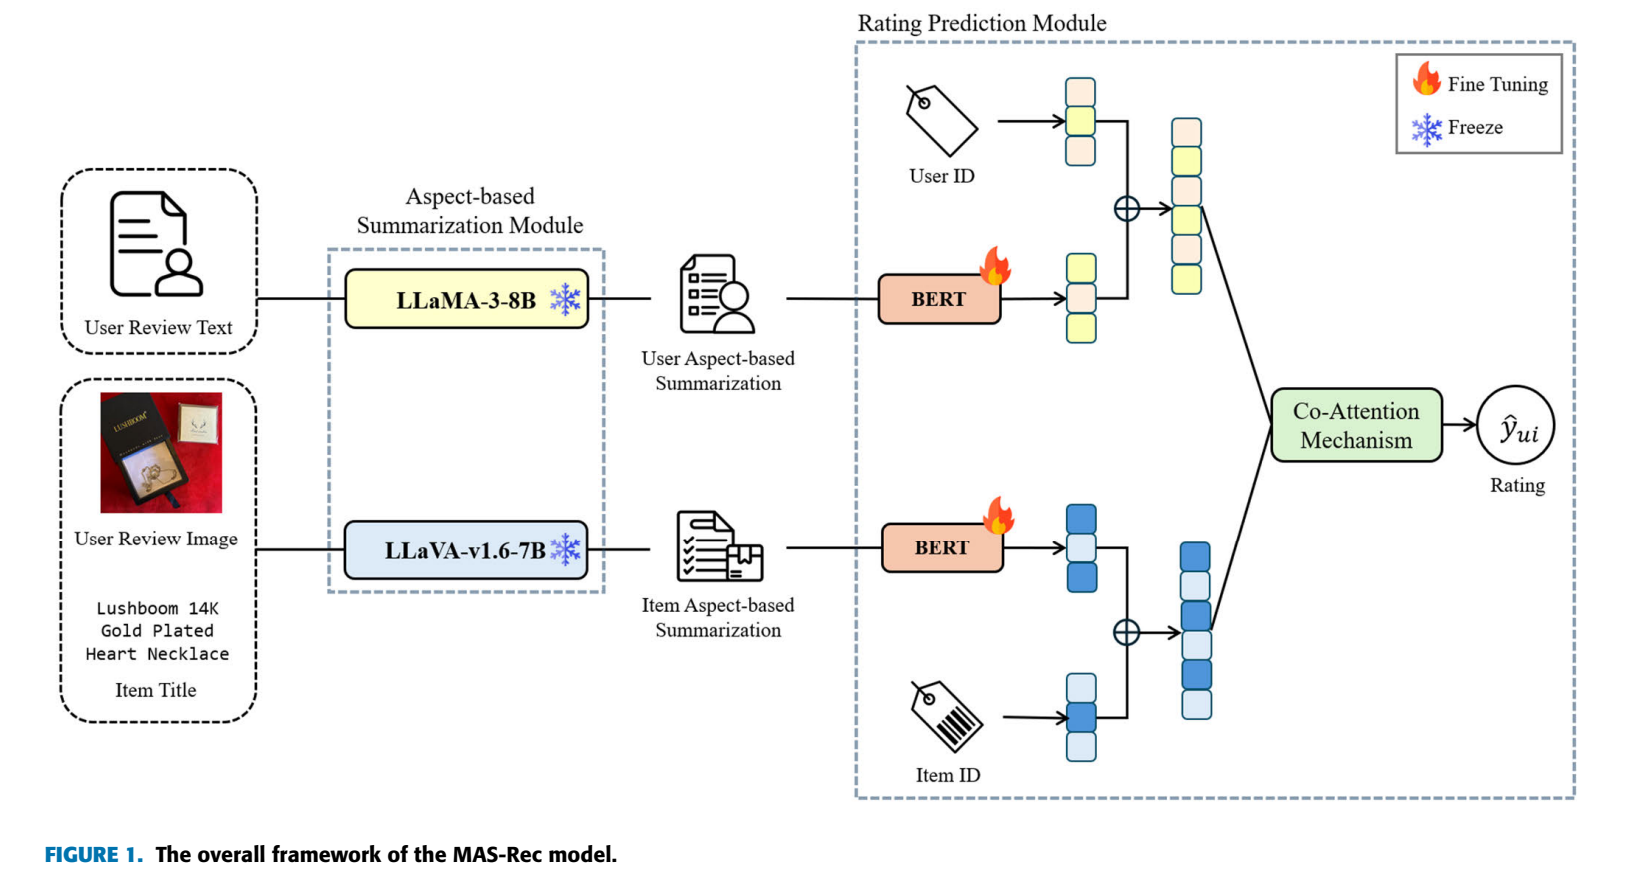 Rating Prediction Module
Fine Tuning
Freeze
User ID
Aspect-based
Summarization Module
User Review Text
LLaMA-3-8B
User Aspect-based
Summarization
BERT
Co-Attention
Mechanism
ŷui
Rating
LUSHBOOM
User Review Image
Lushboom 14K
Gold Plated
Heart Necklace
Item Title
LLaVA-v1.6-7B
Item Aspect-based
Summarization
BERT
Item ID
FIGURE 1. The overall framework of the MAS-Rec model.